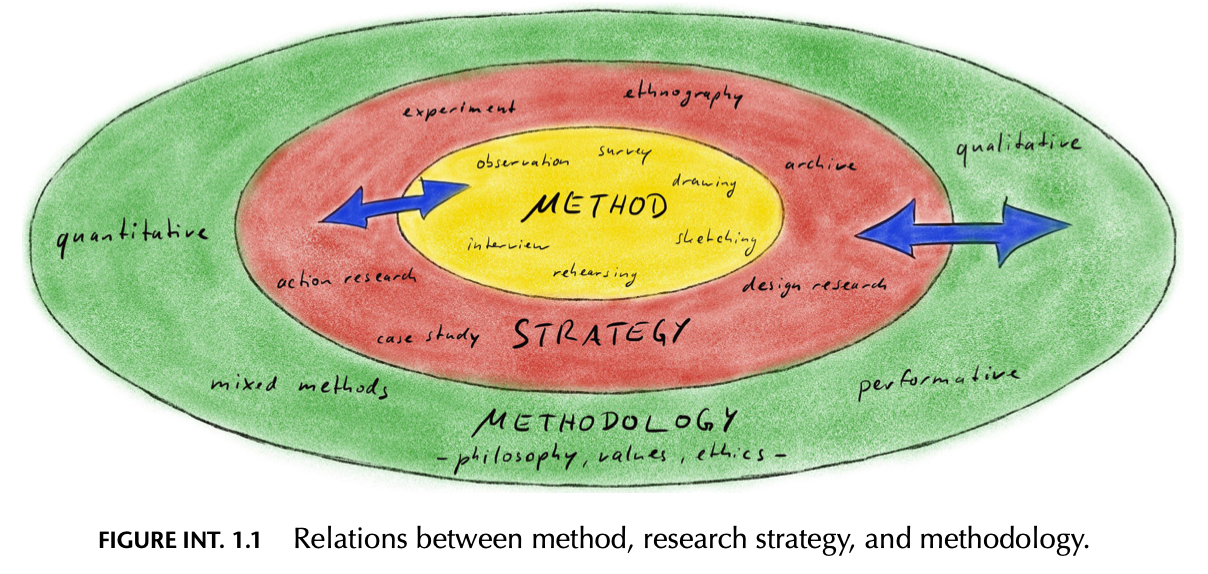 ethnography
experiment
qualitative
survey
observation
archive
drawing
METHOD
quantitative
sketching
interview
rehearsing
action research
design research
STRATEGY
case study
performative
mixed methods
METHODOLOGY
- philosophy, values, ethics -
FIGURE INT. 1.1 Relations between method, research strategy, and methodology.